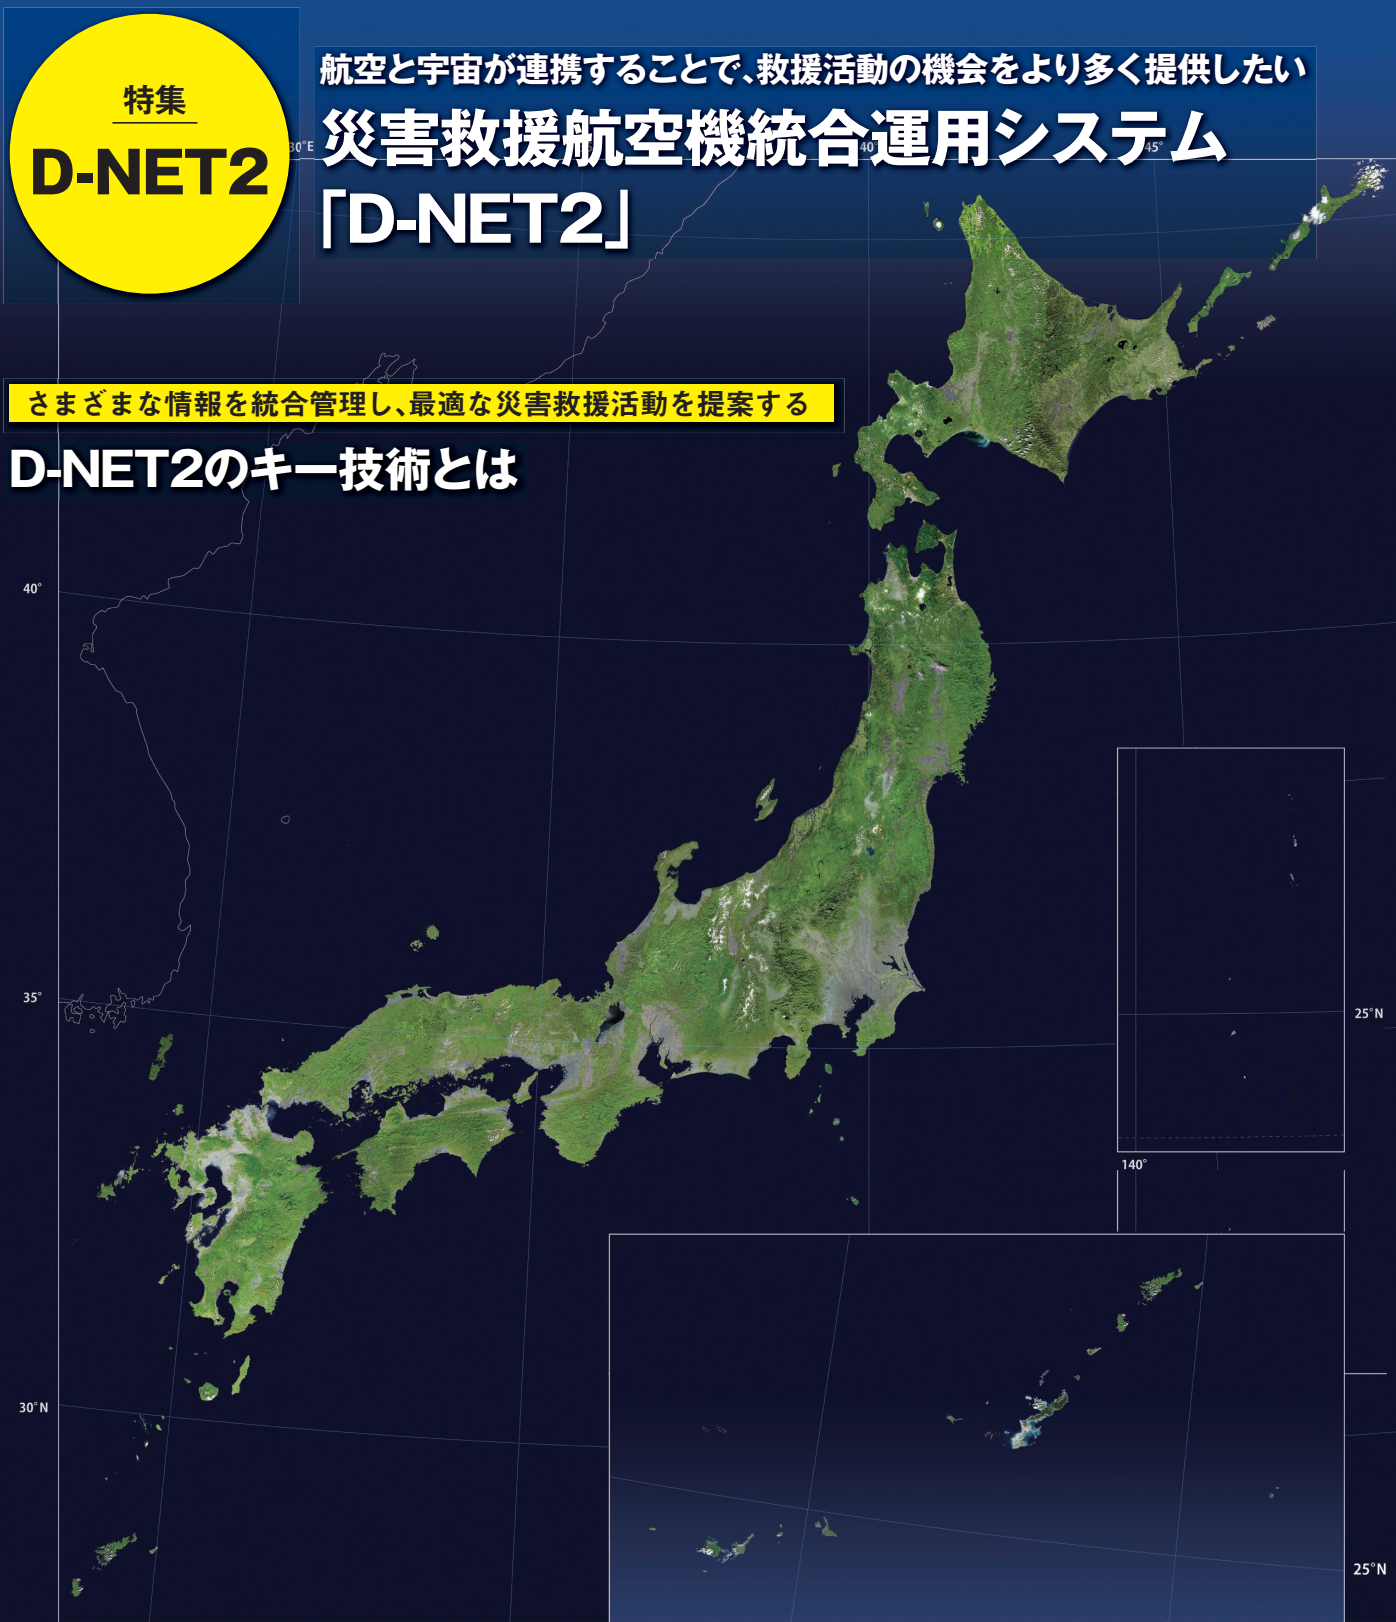 特集
D-NET2
航空と宇宙が連携することで、救援活動の機会をより多く提供したい
災害救援航空機統合運用システム
「D-NET2」
30°E
40°
45°
さまざまな情報を統合管理し、最適な災害救援活動を提案する
D-NET2のキー技術とは
40°
35°
25°N
140°
30°N
25°N